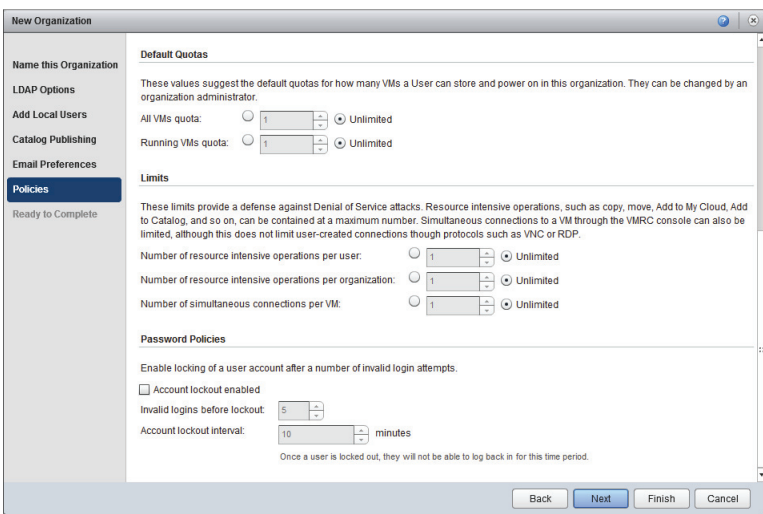 New Organization
Name this Organization
LDAP Options
Add Local Users
Catalog Publishing
Email Preferences
Policies
Ready to Complete
Default Quotas
These values suggest the default quotas for how many VMs a User can store and power on in this organization. They can be changed by an
organization administrator.
All VMs quota: 1 Unlimited
Running VMs quota: 1 Unlimited
Limits
These limits provide a defense against Denial of Service attacks. Resource intensive operations, such as copy, move, Add to My Cloud, Add
to Catalog, and so on, can be contained at a maximum number. Simultaneous connections to a VM through the VMRC console can also be
limited, although this does not limit user-created connections though protocols such as VNC or RDP.
Number of resource intensive operations per user: 1 Unlimited
Number of resource intensive operations per organization: 1 Unlimited
Number of simultaneous connections per VM: 1 Unlimited
Password Policies
Enable locking of a user account after a number of invalid login attempts.
Account lockout enabled
Invalid logins before lockout: 5
Account lockout interval: 10 minutes
Once a user is locked out, they will not be able to log back in for this time period.
Back Next Finish Cancel